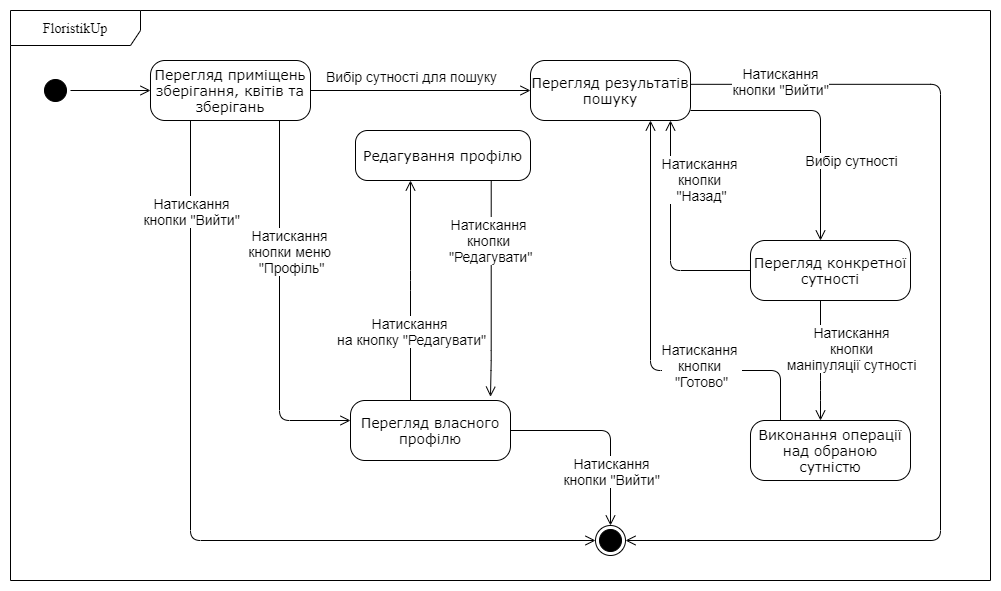 FloristikUp
Перегляд приміщень
зберігання, квітів та
зберігань
Вибір сутності для пошуку
Перегляд результатів
пошуку
Натискання
кнопки "Вийти"
Редагування профілю
Натискання
кнопки
"Назад"
Вибір сутності
Натискання
кнопки "Вийти"
Натискання
кнопки меню
"Профіль"
Натискання
кнопки
"Редагувати"
Перегляд конкретної
сутності
Натискання
на кнопку "Редагувати"
Натискання
кнопки
"Готово"
Натискання
кнопки
маніпуляції сутності
Перегляд власного
профілю
Виконання операції
над обраною
сутністю
Натискання
кнопки "Вийти"